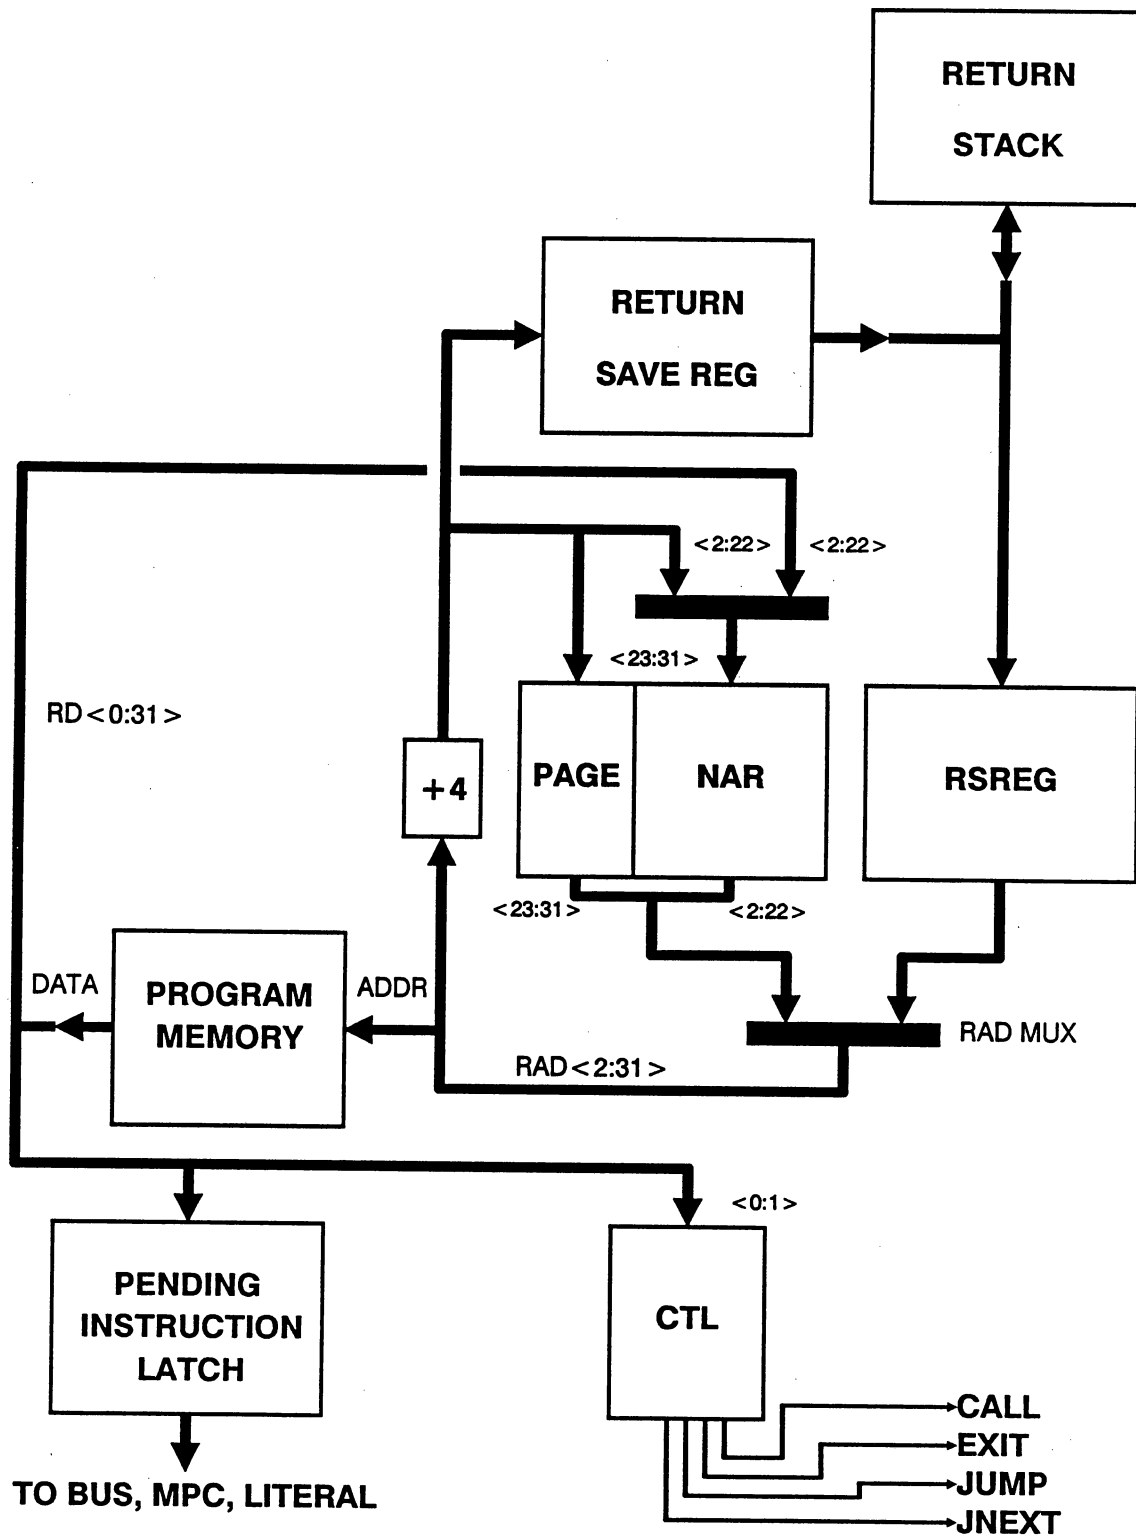 RETURN
STACK
RETURN
SAVE REG
<2:22> <2:22>
<23:31>
RD<0:31>
+4
PAGE
NAR
RSREG
<23:31>
<2:22>
DATA
PROGRAM
MEMORY
ADDR
RAD MUX
RAD<2:31>
<0:1>
PENDING
INSTRUCTION
LATCH
CTL
CALL
EXIT
JUMP
JNEXT
TO BUS, MPC, LITERAL